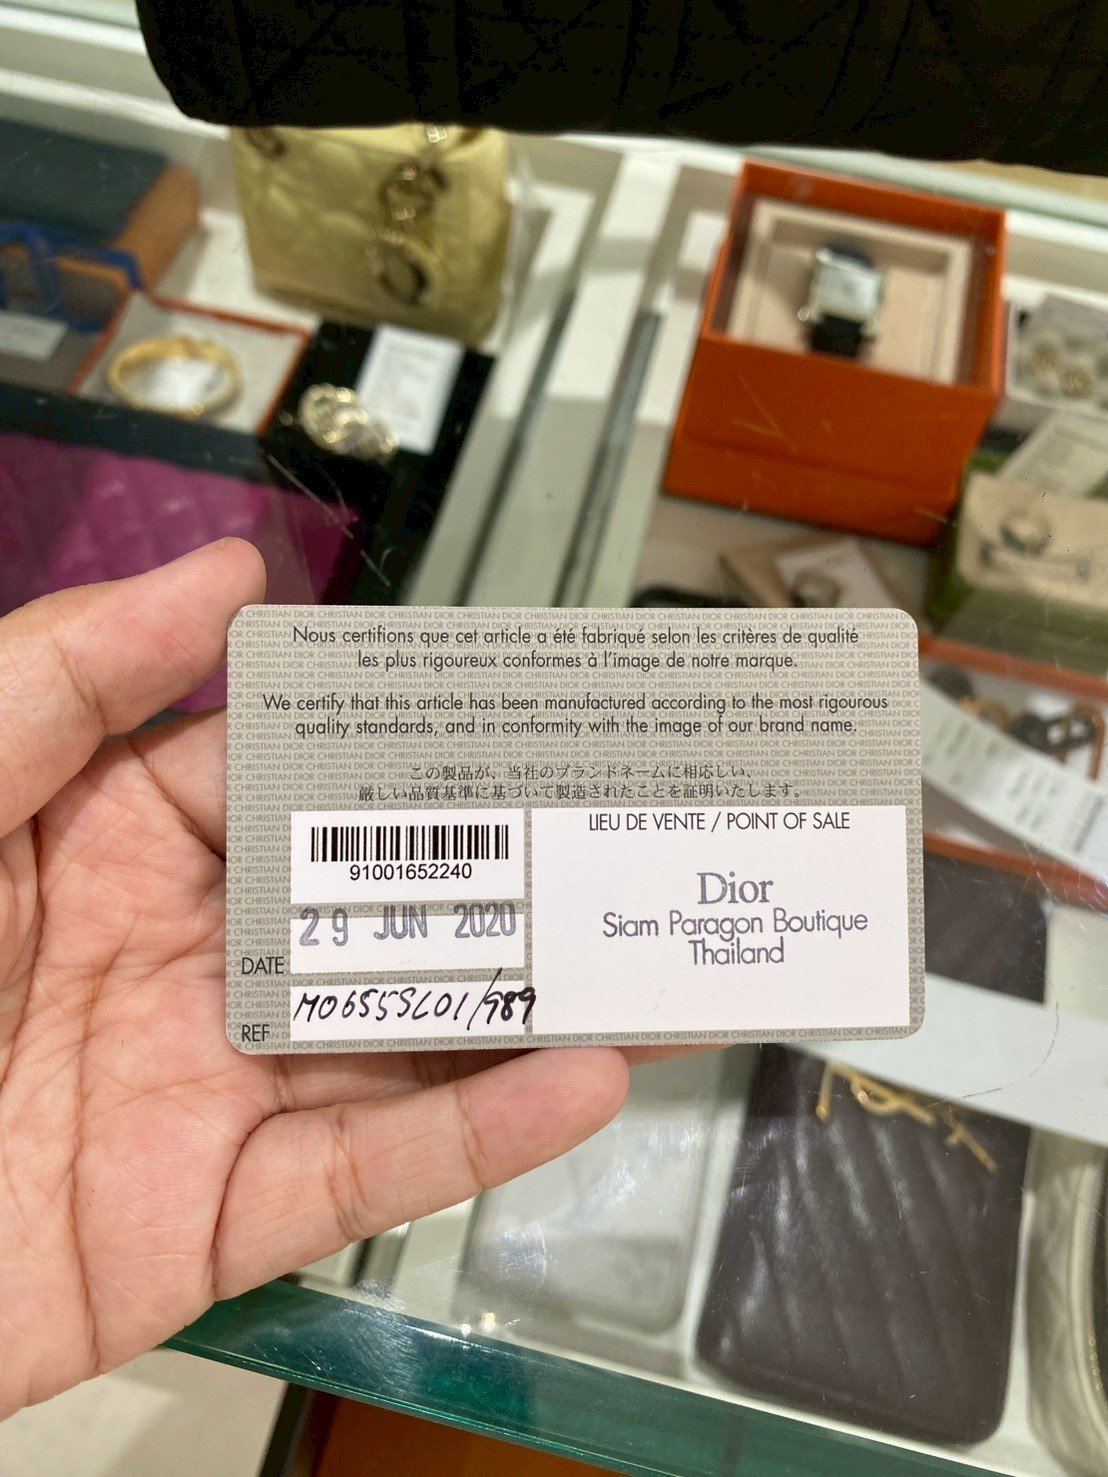 Nous certifions que cet article a été fabriqué selon les critères de qualité
les plus rigoureux conformes à l'image de notre marque.
We certify that this article has been manufactured according to the most rigourous
quality standards, and in conformity with the image of our brand name.
この製品が、当社のブランドネームに相応しい、
厳しい品質基準に基づいて製造されたことを証明いたします。
91001652240
29 JUN 2020
DATE
M0655SLOI/989
REF
LIEU DE VENTE / POINT OF SALE
Dior
Siam Paragon Boutique
Thailand